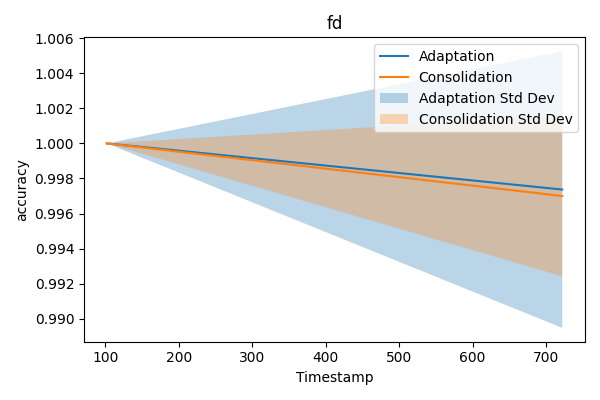 fd
1.006
1.004
1.002
1.000
0.998
0.996
0.994
0.992
0.990
accuracy
Adaptation
Consolidation
Adaptation Std Dev
Consolidation Std Dev
100 200 300 400 500 600 700
Timestamp